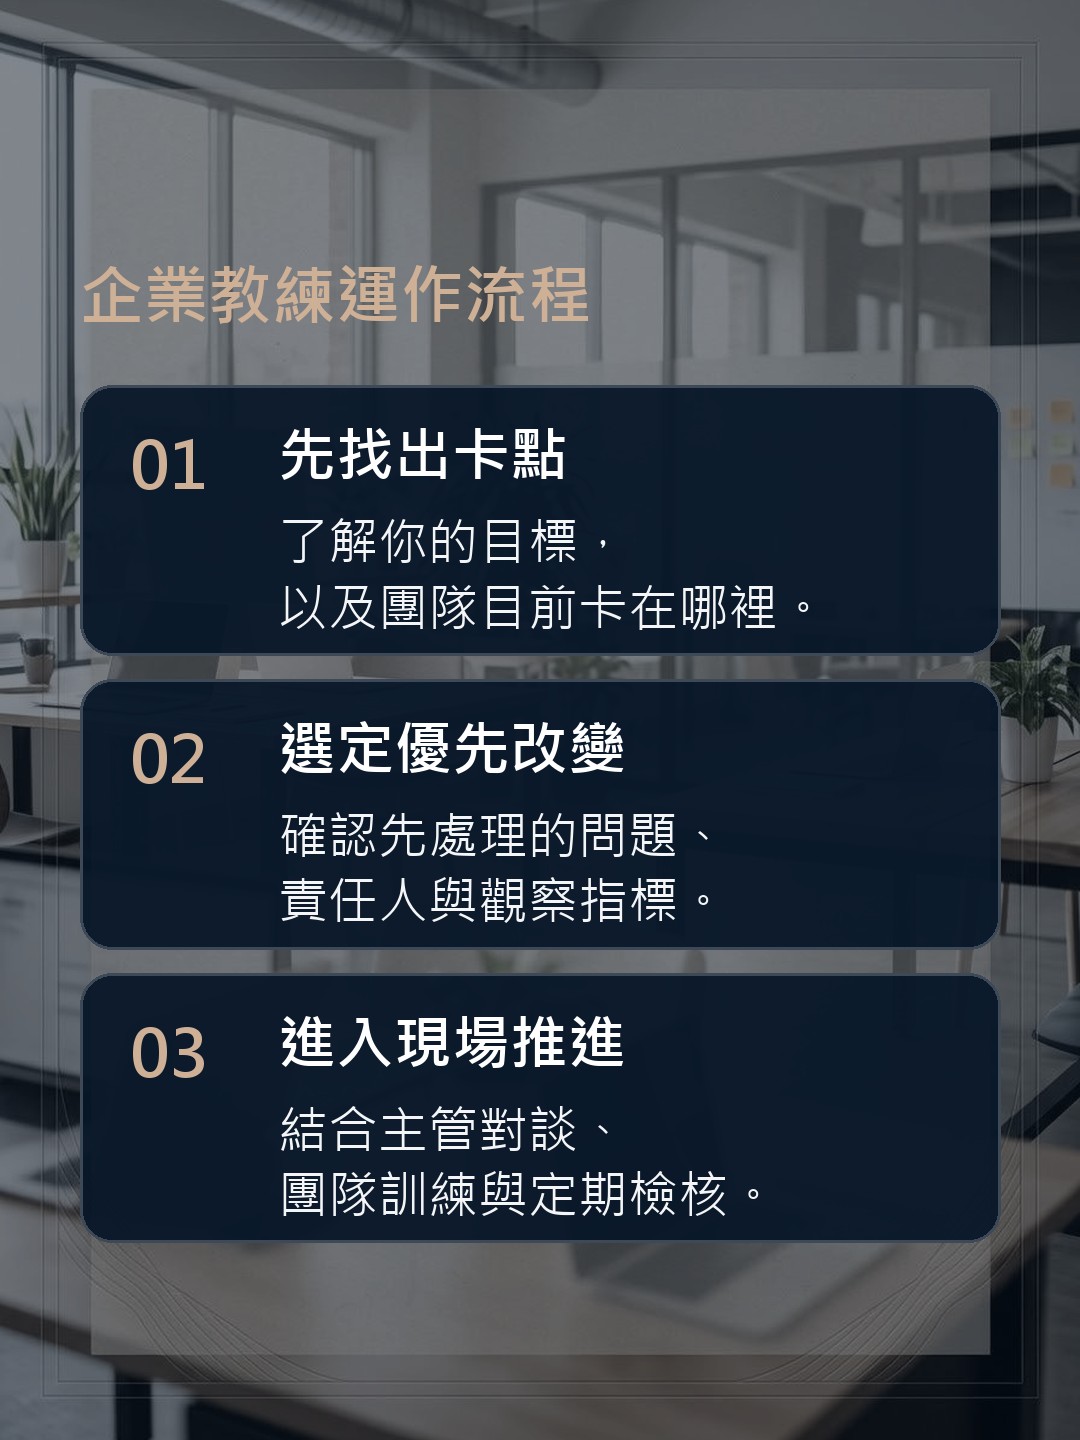 企業教練運作流程
01
先找出卡點
了解你的目標，
以及團隊目前卡在哪裡。
02
選定優先改變
確認先處理的問題、
責任人與觀察指標。
03
進入現場推進
結合主管對談、
團隊訓練與定期檢核。